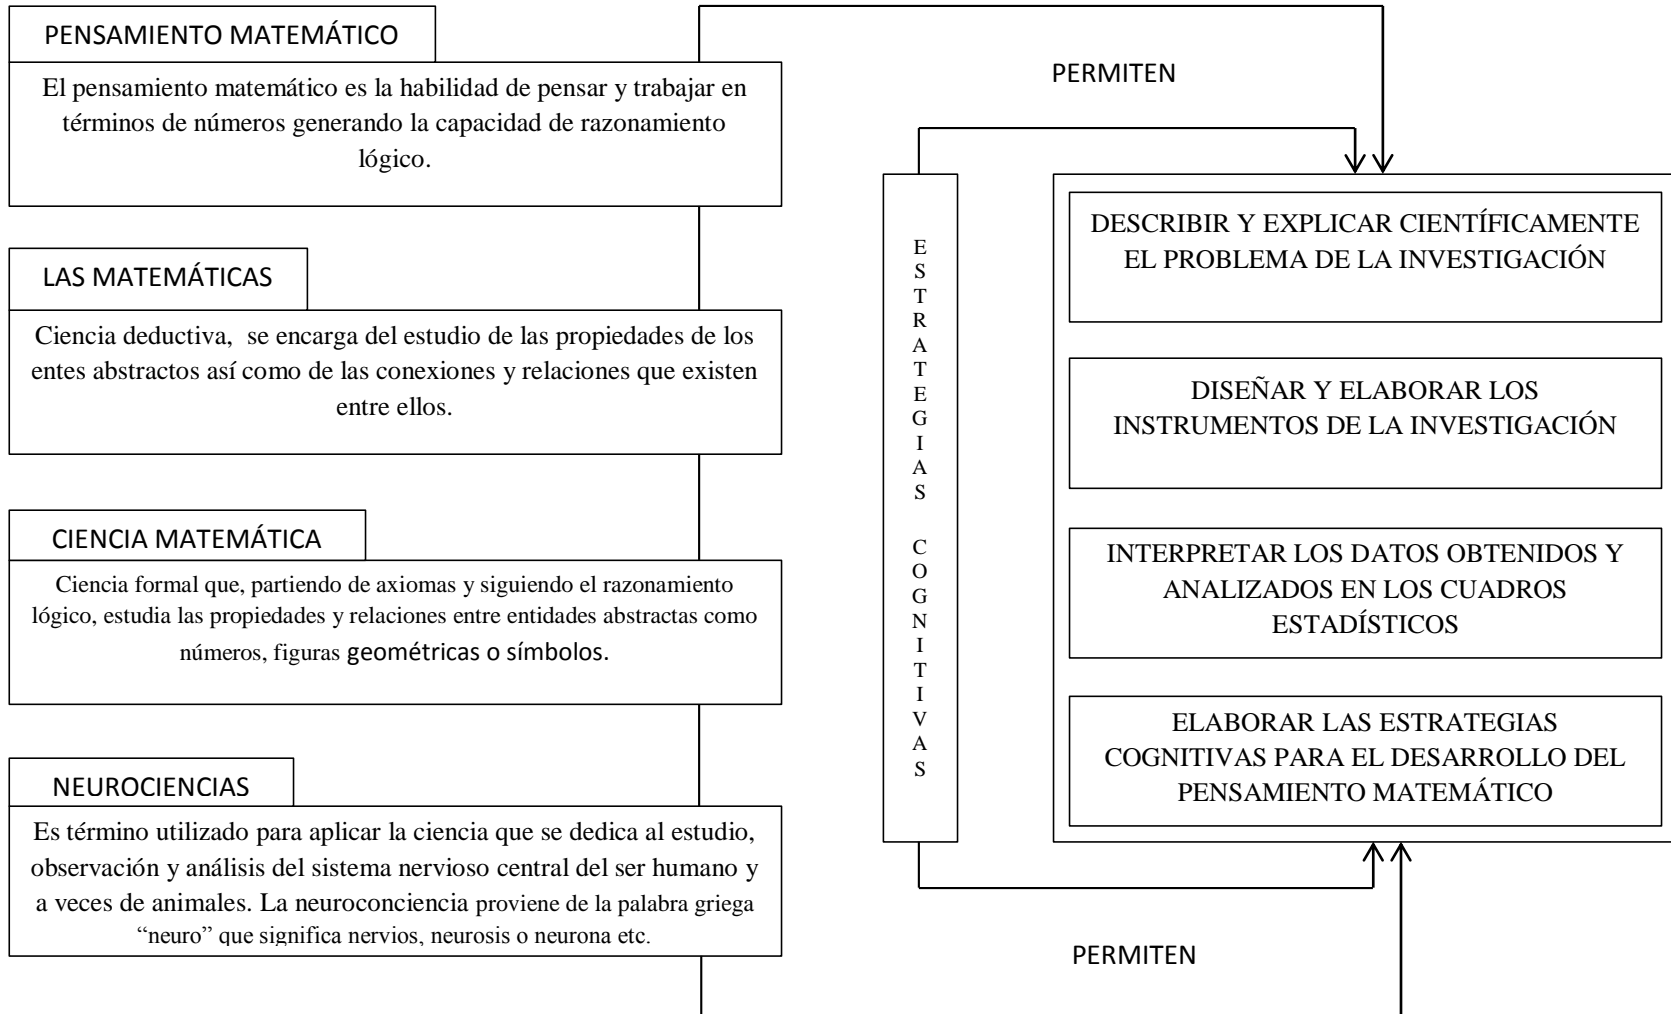 PENSAMIENTO MATEMÁTICO
El pensamiento matemático es la habilidad de pensar y trabajar en
términos de números generando la capacidad de razonamiento
lógico.
LAS MATEMÁTICAS
Ciencia deductiva, se encarga del estudio de las propiedades de los
entes abstractos así como de las conexiones y relaciones que existen
entre ellos.
CIENCIA MATEMÁTICA
Ciencia formal que, partiendo de axiomas y siguiendo el razonamiento
lógico, estudia las propiedades y relaciones entre entidades abstractas como
números, figuras geométricas o símbolos.
NEUROCIENCIAS
Es término utilizado para aplicar la ciencia que se dedica al estudio,
observación y análisis del sistema nervioso central del ser humano y
a veces de animales. La neuroconciencia proviene de la palabra griega
“neuro” que significa nervios, neurosis o neurona etc.
ESTRATEGIAS COGNITIVAS
PERMITEN
DESCRIBIR Y EXPLICAR CIENTÍFICAMENTE
EL PROBLEMA DE LA INVESTIGACIÓN
DISEÑAR Y ELABORAR LOS
INSTRUMENTOS DE LA INVESTIGACIÓN
INTERPRETAR LOS DATOS OBTENIDOS Y
ANALIZADOS EN LOS CUADROS
ESTADÍSTICOS
ELABORAR LAS ESTRATEGIAS
COGNITIVAS PARA EL DESARROLLO DEL
PENSAMIENTO MATEMÁTICO
PERMITEN